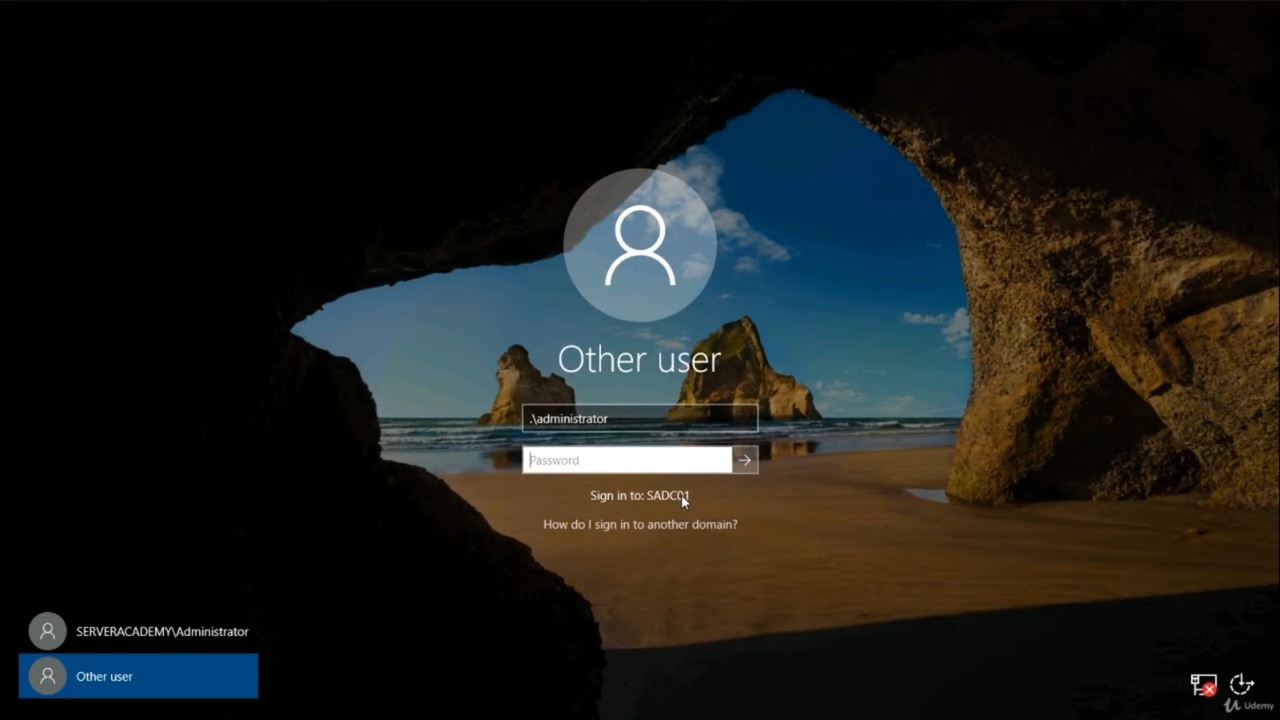 Other user
.\administrator
Password
Sign in to: SADC01
How do I sign in to another domain?
SERVERACADEMY\Administrator
Other user
Udemy